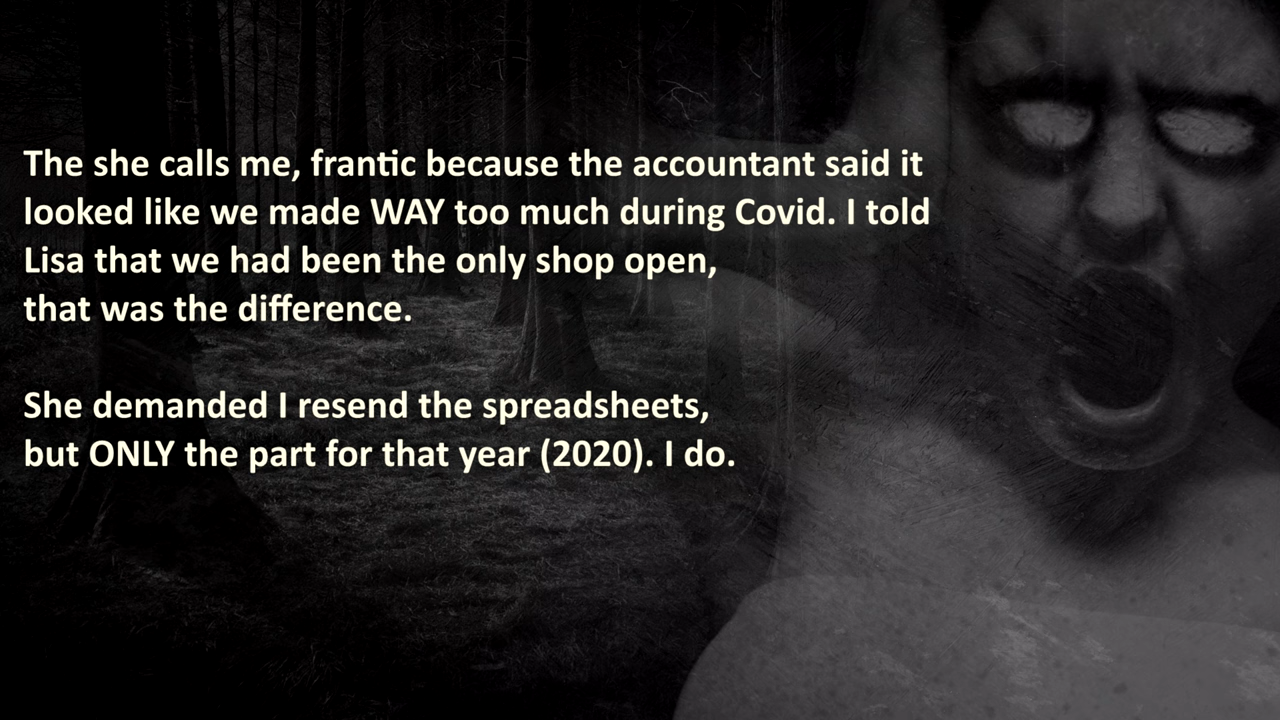 The she calls me, frantic because the accountant said it
looked like we made WAY too much during Covid. I told
Lisa that we had been the only shop open,
that was the difference.
She demanded I resend the spreadsheets,
but ONLY the part for that year (2020). I do.